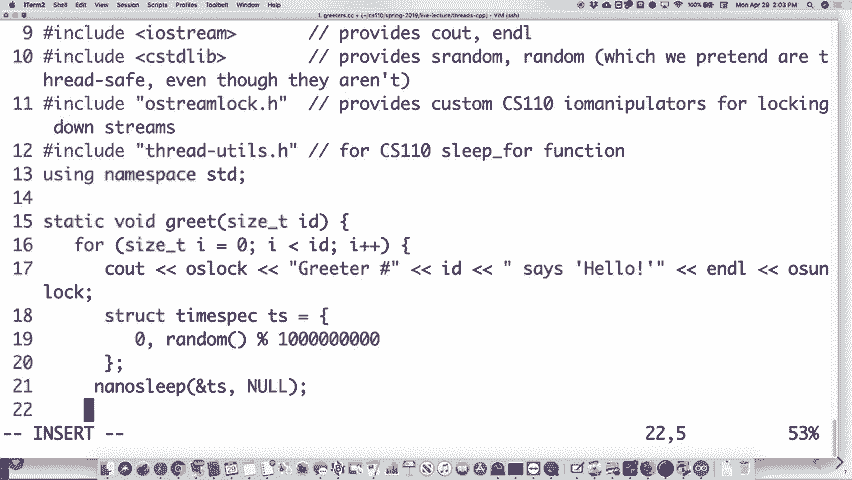 iTerm2 Shell Edit View Session Scripts Profiles Toolbelt Window Help 100% Mon Apr 29 2:03 PM
1. greeters.cc + (~/cs110/spring-2019/live-lecture/threads-cpp) - VIM (ssh)
9 #include <iostream> // provides cout, endl
10 #include <cstdlib> // provides srandom, random (which we pretend are t
hread-safe, even though they aren't)
11 #include "ostreamlock.h" // provides custom CS110 iomanipulators for locking
down streams
12 #include "thread-utils.h" // for CS110 sleep_for function
13 using namespace std;
14
15 static void greet(size_t id) {
16 for (size_t i = 0; i < id; i++) {
17 cout << oslock << "Greeter #" << id << " says 'Hello!'" << endl << osun
lock;
18 struct timespec ts = {
19 0, random() % 1000000000
20 };
21 nanosleep(&ts, NULL);
22
-- INSERT -- 22,5 53%